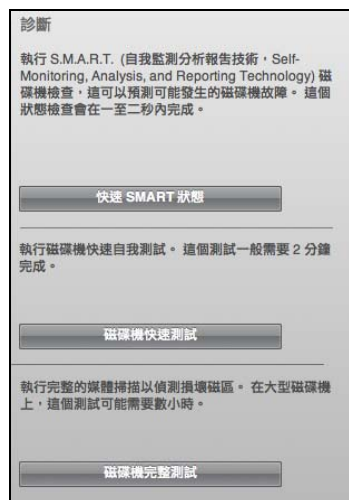 診斷
執行 S.M.A.R.T. (自我監測分析報告技術，Self-
Monitoring, Analysis, and Reporting Technology) 磁
碟機檢查，這可以預測可能發生的磁碟機故障。 這個
狀態檢查會在一至二秒內完成。
快速 SMART 狀態
執行磁碟機快速自我測試。 這個測試一般需要 2 分鐘
完成。
磁碟機快速測試
執行完整的媒體掃描以偵測損壞磁區。 在大型磁碟機
上，這個測試可能需要數小時。
磁碟機完整測試